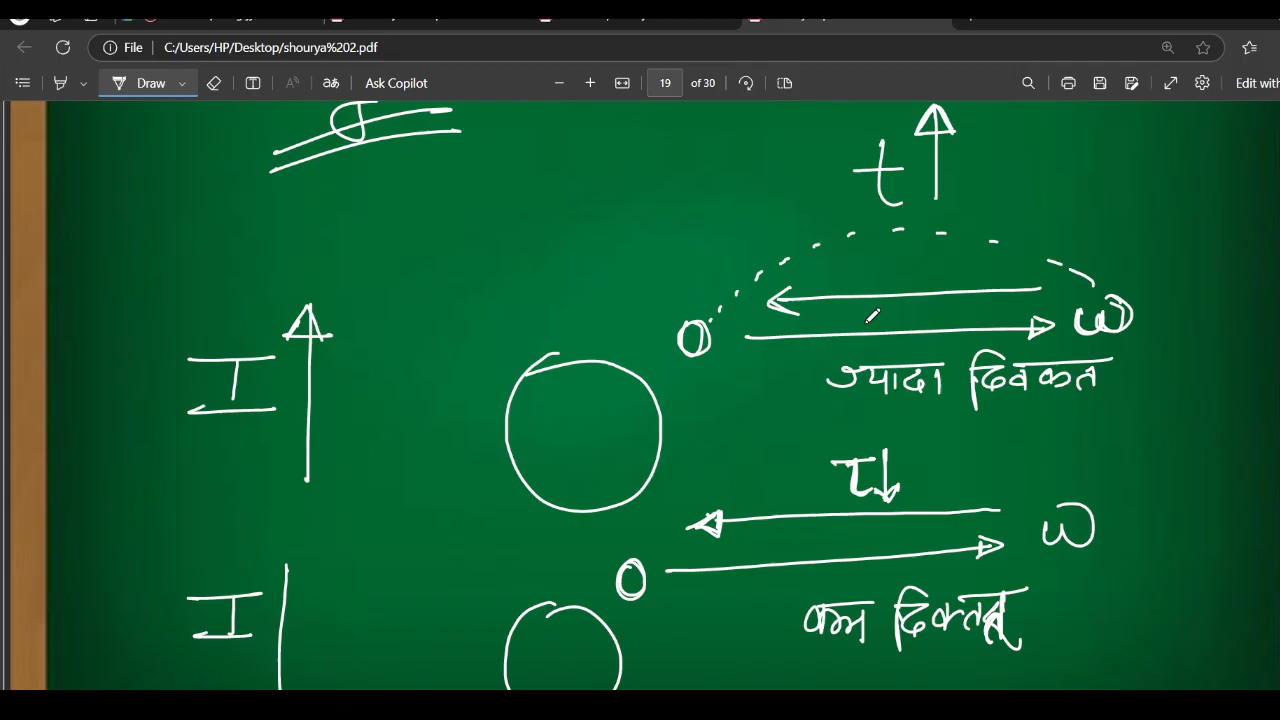 File C:/Users/HP/Desktop/shourya%202.pdf
Draw Ask Copilot 19 of 30 Edit with
t
I
0 ω
ज्यादा दिक्कत
τ
0 ω
I
कम दिक्कत